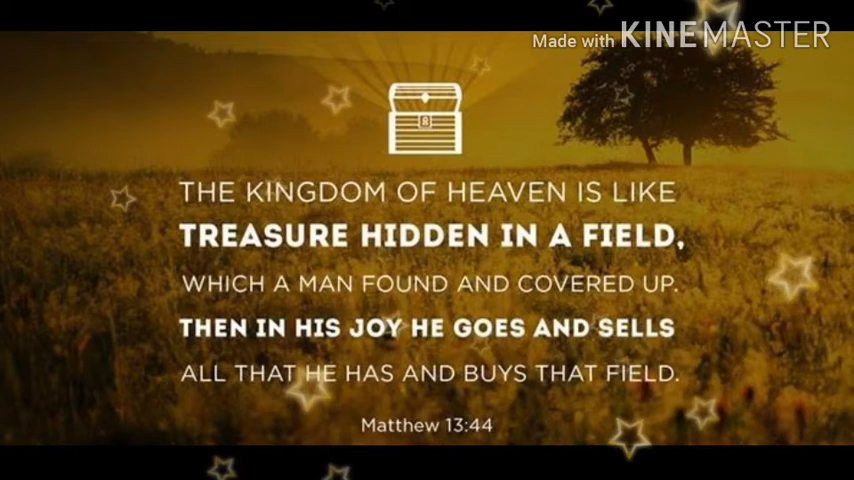 Made with KINEMASTER
THE KINGDOM OF HEAVEN IS LIKE
TREASURE HIDDEN IN A FIELD,
WHICH A MAN FOUND AND COVERED UP.
THEN IN HIS JOY HE GOES AND SELLS
ALL THAT HE HAS AND BUYS THAT FIELD.
Matthew 13:44